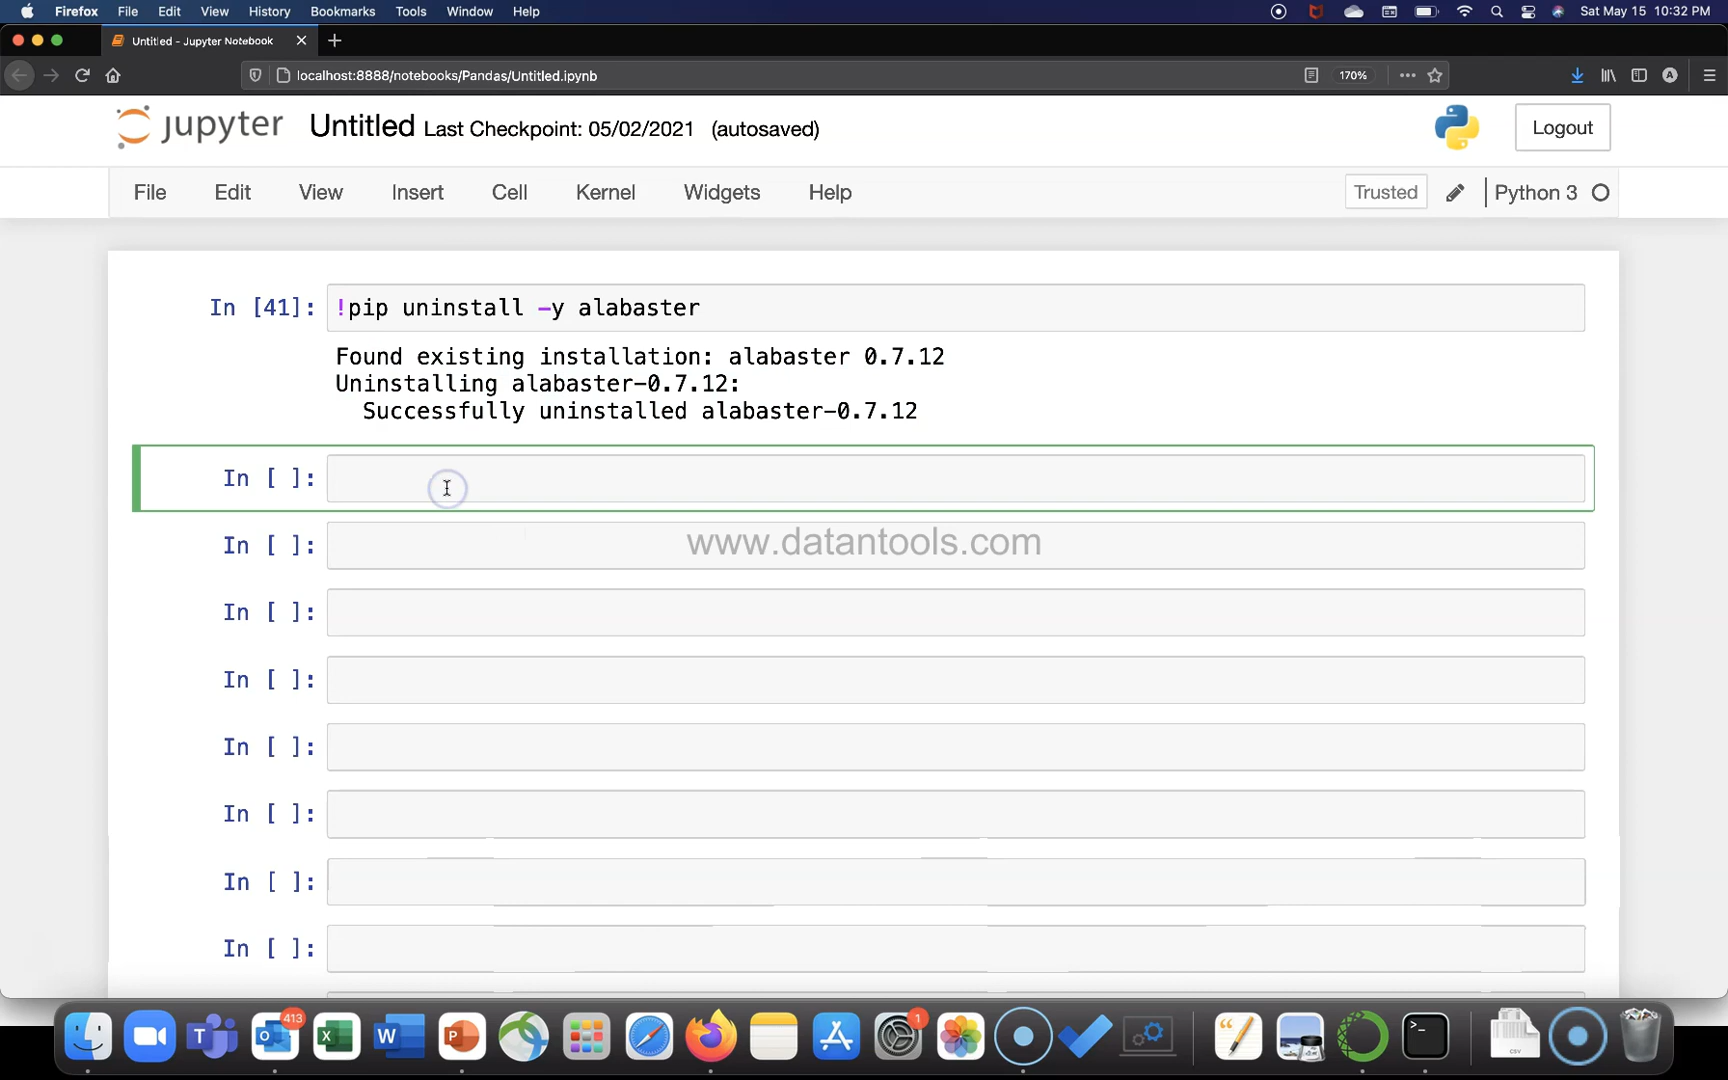 Firefox File Edit View History Bookmarks Tools Window Help Sat May 15 10:32 PM
Untitled - Jupyter Notebook
localhost:8888/notebooks/Pandas/Untitled.ipynb 170% A
jupyter Untitled Last Checkpoint: 05/02/2021 (autosaved) Logout
File Edit View Insert Cell Kernel Widgets Help Trusted Python 3
In [41]: !pip uninstall -y alabaster
Found existing installation: alabaster 0.7.12
Uninstalling alabaster-0.7.12:
Successfully uninstalled alabaster-0.7.12
In [ ]:
In [ ]:
www.datantools.com
In [ ]:
In [ ]:
In [ ]:
In [ ]:
In [ ]:
In [ ]:
413 1
CSV